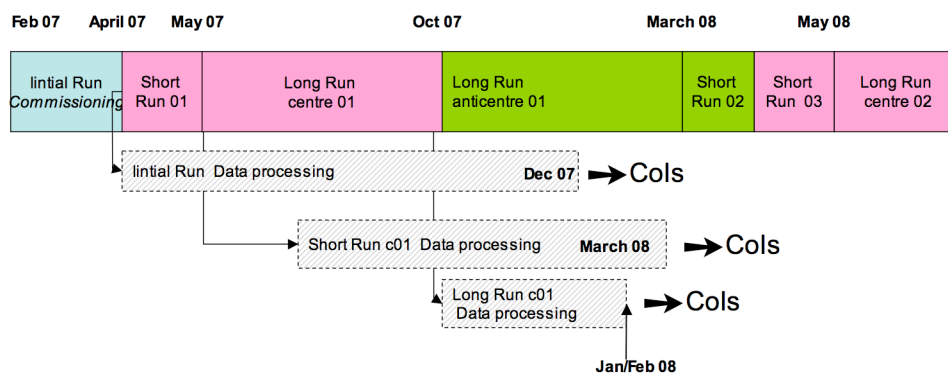 Feb 07 April 07 May 07 Oct 07 March 08 May 08
Iintial Run
Commissioning
Short
Run 01
Long Run
centre 01
Long Run
anticentre 01
Short
Run 02
Short
Run 03
Long Run
centre 02
Iintial Run Data processing
Dec 07
CoIs
Short Run c01 Data processing
March 08
CoIs
Long Run c01
Data processing
CoIs
Jan/Feb 08